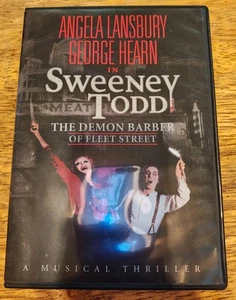 ANGELA LANSBURY
GEORGE HEARN
IN
SWEENEY
TODD
MEAT
THE DEMON BARBER
OF FLEET STREET
A MUSICAL THRILLER